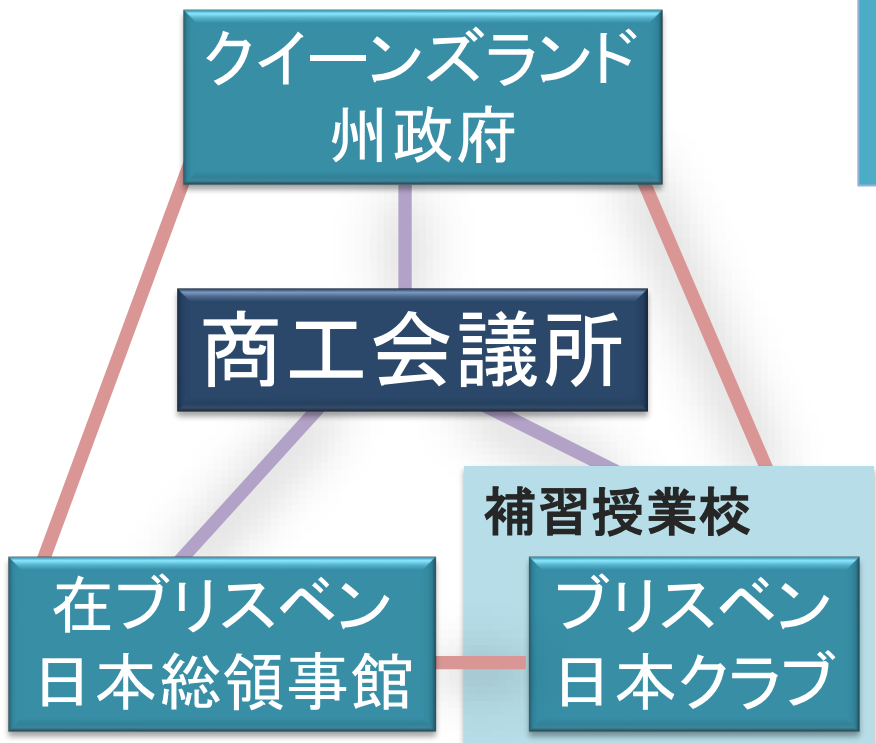 クイーンズランド
州政府
商工会議所
補習授業校
在ブリスベン
日本総領事館
ブリスベン
日本クラブ